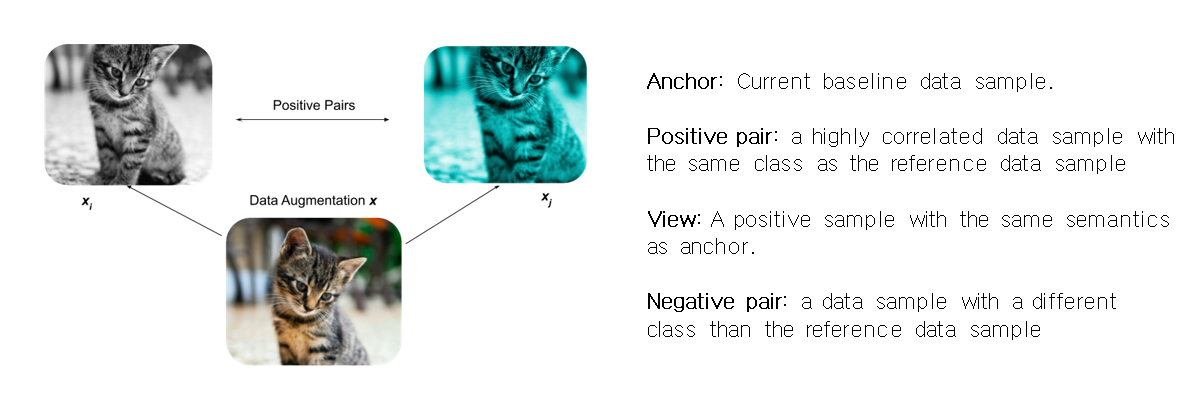 Positive Pairs
x_i
x_j
Data Augmentation x
Anchor: Current baseline data sample.
Positive pair: a highly correlated data sample with
the same class as the reference data sample
View: A positive sample with the same semantics
as anchor.
Negative pair: a data sample with a different
class than the reference data sample